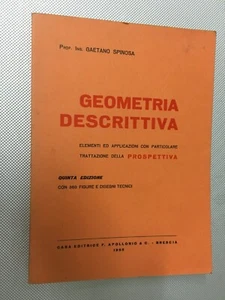 Prof. Ing. GAETANO SPINOSA
GEOMETRIA
DESCRITTIVA
ELEMENTI ED APPLICAZIONI CON PARTICOLARE
TRATTAZIONE DELLA PROSPETTIVA
QUINTA EDIZIONE
CON FIGURE E DISEGNI TECNICI
CASA EDITRICE F. APOLLONIO & C. - BRESCIA